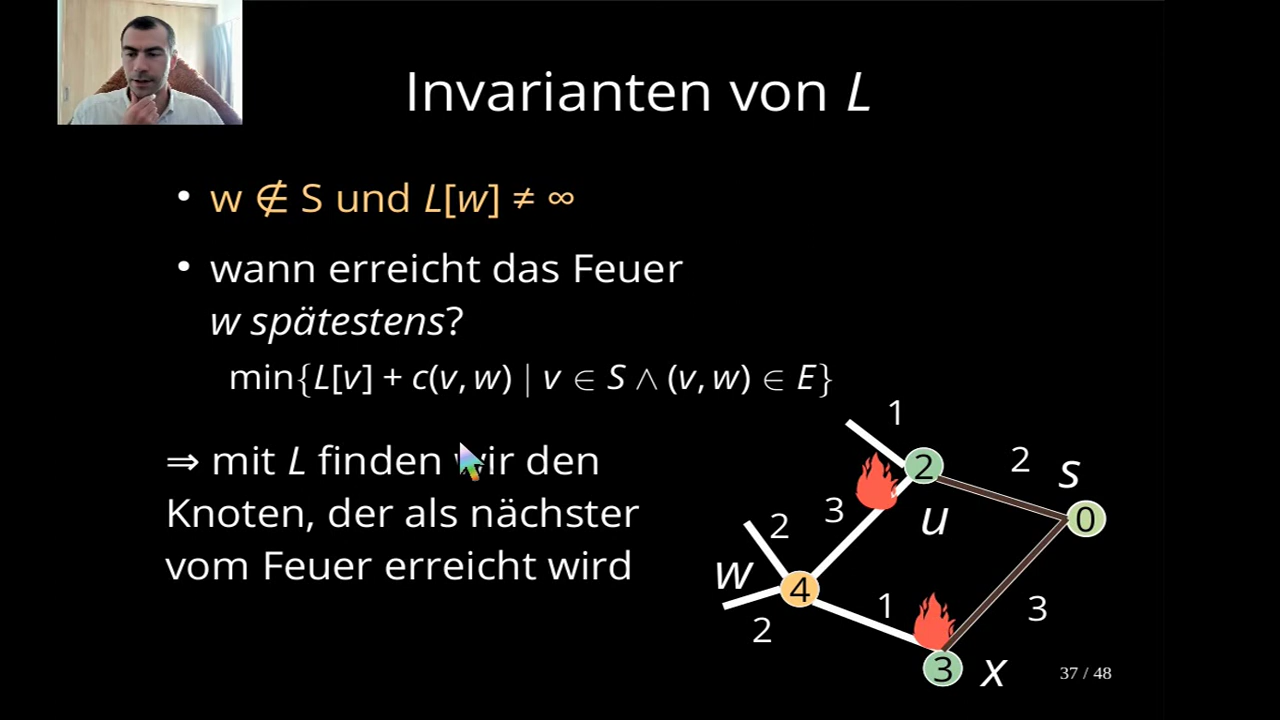 Invarianten von L
• w ∉ S und L[w] ≠ ∞
• wann erreicht das Feuer
w spätestens?
min{L[v] + c(v, w) | v ∈ S ∧ (v, w) ∈ E}
⇒ mit L finden wir den
Knoten, der als nächster
vom Feuer erreicht wird
1
2
2
s
3
u
0
2
w
4
1
3
2
3
x
37 / 48